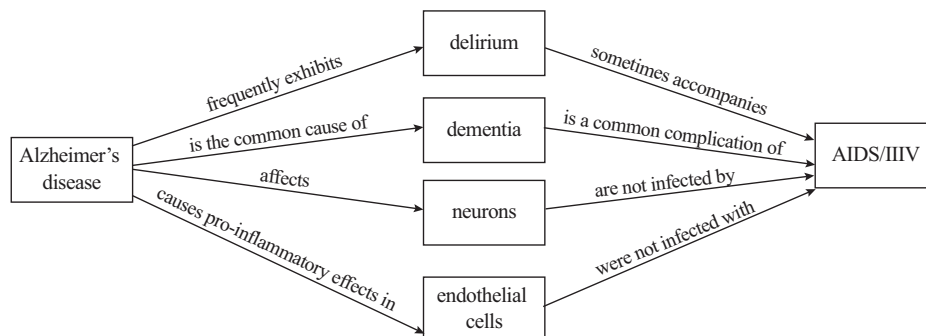 delirium
frequently exhibits
sometimes accompanies
is the common cause of
dementia
is a common complication of
Alzheimer's
disease
AIDS/IIIV
affects
neurons
are not infected by
causes pro-inflammatory effects in
were not infected with
endothelial
cells